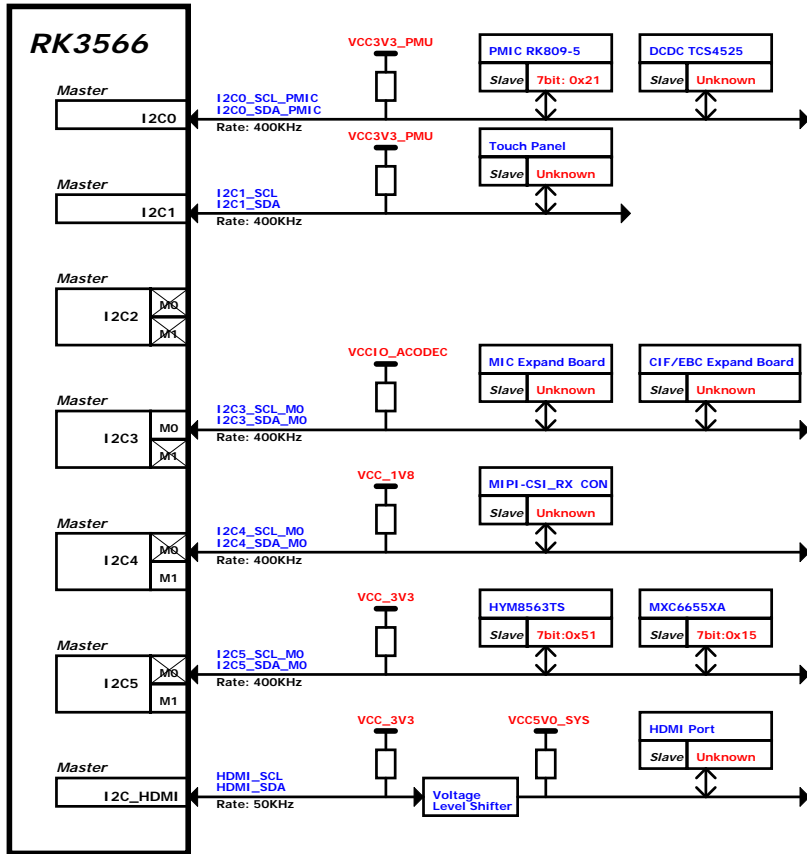 RK3566
VCC3V3_PMU
PMIC RK809-5
DCDC TCS4525
Master
Slave 7bit: 0x21
Slave Unknown
I2C0
I2C0_SCL_PMIC
I2C0_SDA_PMIC
Rate: 400KHz
VCC3V3_PMU
Touch Panel
Master
Slave Unknown
I2C1
I2C1_SCL
I2C1_SDA
Rate: 400KHz
Master
I2C2
M0
M1
VCCIO_ACODEC
MIC Expand Board
CIF/EBC Expand Board
Master
Slave Unknown
Slave Unknown
I2C3
M0
M1
I2C3_SCL_M0
I2C3_SDA_M0
Rate: 400KHz
VCC_1V8
MIPI-CSI_RX CON
Master
Slave Unknown
I2C4
M0
M1
I2C4_SCL_M0
I2C4_SDA_M0
Rate: 400KHz
VCC_3V3
HYM8563TS
MXC6655XA
Master
Slave 7bit:0x51
Slave 7bit:0x15
I2C5
M0
M1
I2C5_SCL_M0
I2C5_SDA_M0
Rate: 400KHz
VCC_3V3
VCC5V0_SYS
HDMI Port
Master
Slave Unknown
I2C_HDMI
HDMI_SCL
HDMI_SDA
Rate: 50KHz
Voltage
Level Shifter